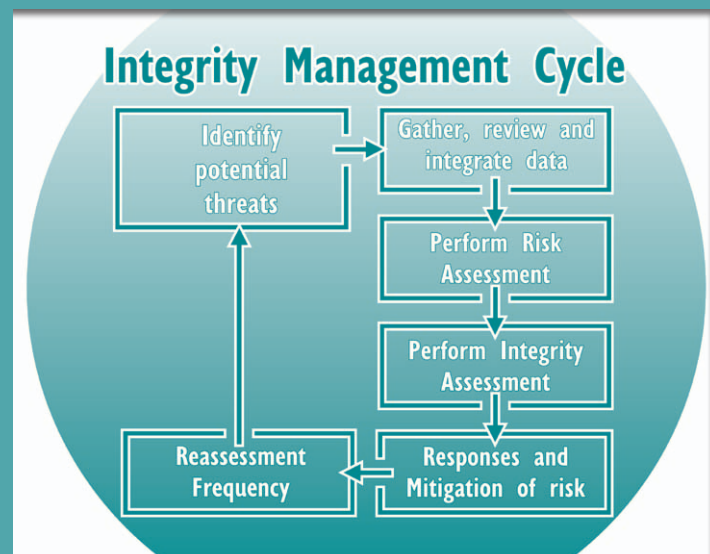 Integrity Management Cycle
Identify
potential
threats
Gather, review and
integrate data
Perform Risk
Assessment
Perform Integrity
Assessment
Responses and
Mitigation of risk
Reassessment
Frequency